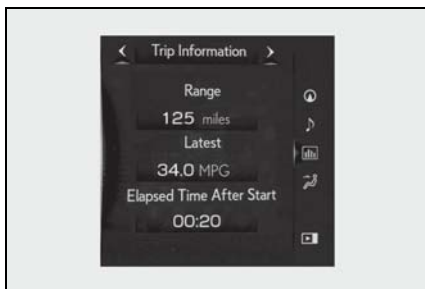 Trip Information
Range
125 miles
Latest
34.0 MPG
Elapsed Time After Start
00:20